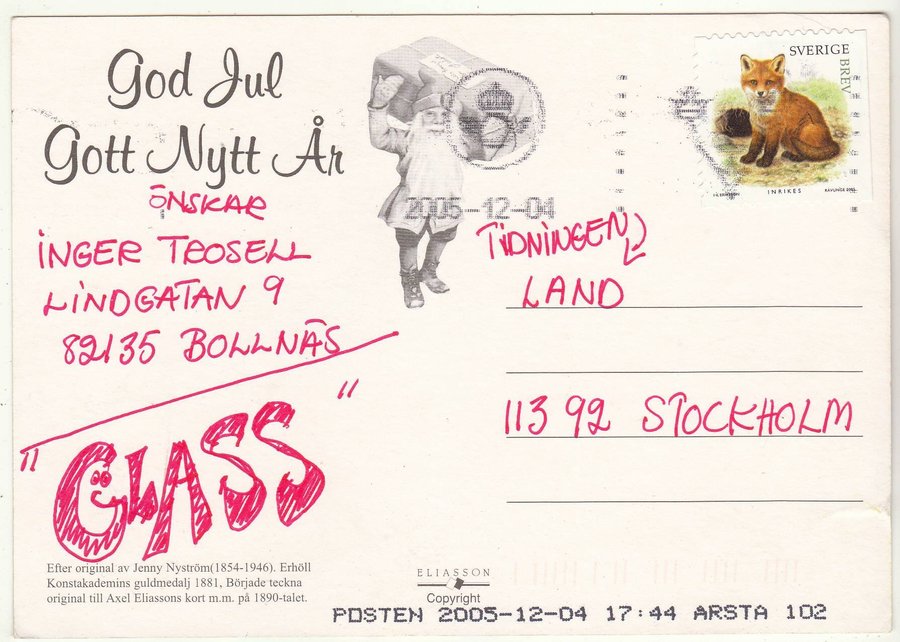 God Jul
Gott Nytt År
ÖNSKAR
INGER TROSELL
LINDGATAN 9
82135 BOLLNÄS
"GLASS"
Efter original av Jenny Nyström(1854-1946). Erhöll
Konstakademins guldmedalj 1881, Började teckna
original till Axel Eliassons kort m.m. på 1890-talet.
2005-12-04
SVERIGE
BREV
INRIKES
TIDNINGEN
LAND
113 92 STOCKHOLM
ELIASSON
Copyright
POSTEN 2005-12-04 17:44 ARSTA 102